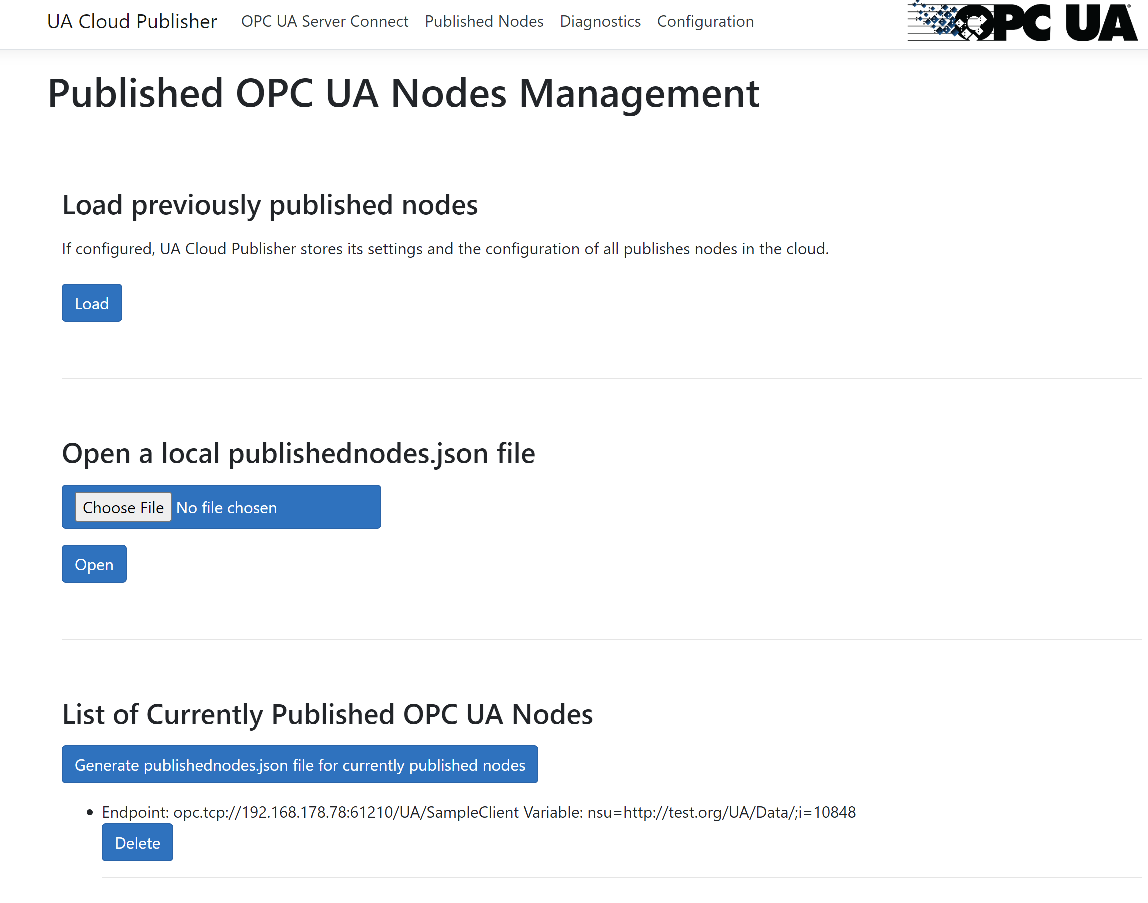 UA Cloud Publisher OPC UA Server Connect Published Nodes Diagnostics Configuration OPC UA
Published OPC UA Nodes Management
Load previously published nodes
If configured, UA Cloud Publisher stores its settings and the configuration of all publishes nodes in the cloud.
Load
Open a local publishednodes.json file
Choose File No file chosen
Open
List of Currently Published OPC UA Nodes
Generate publishednodes.json file for currently published nodes
Endpoint: opc.tcp://192.168.178.78:61210/UA/SampleClient Variable: nsu=http://test.org/UA/Data/;i=10848
Delete